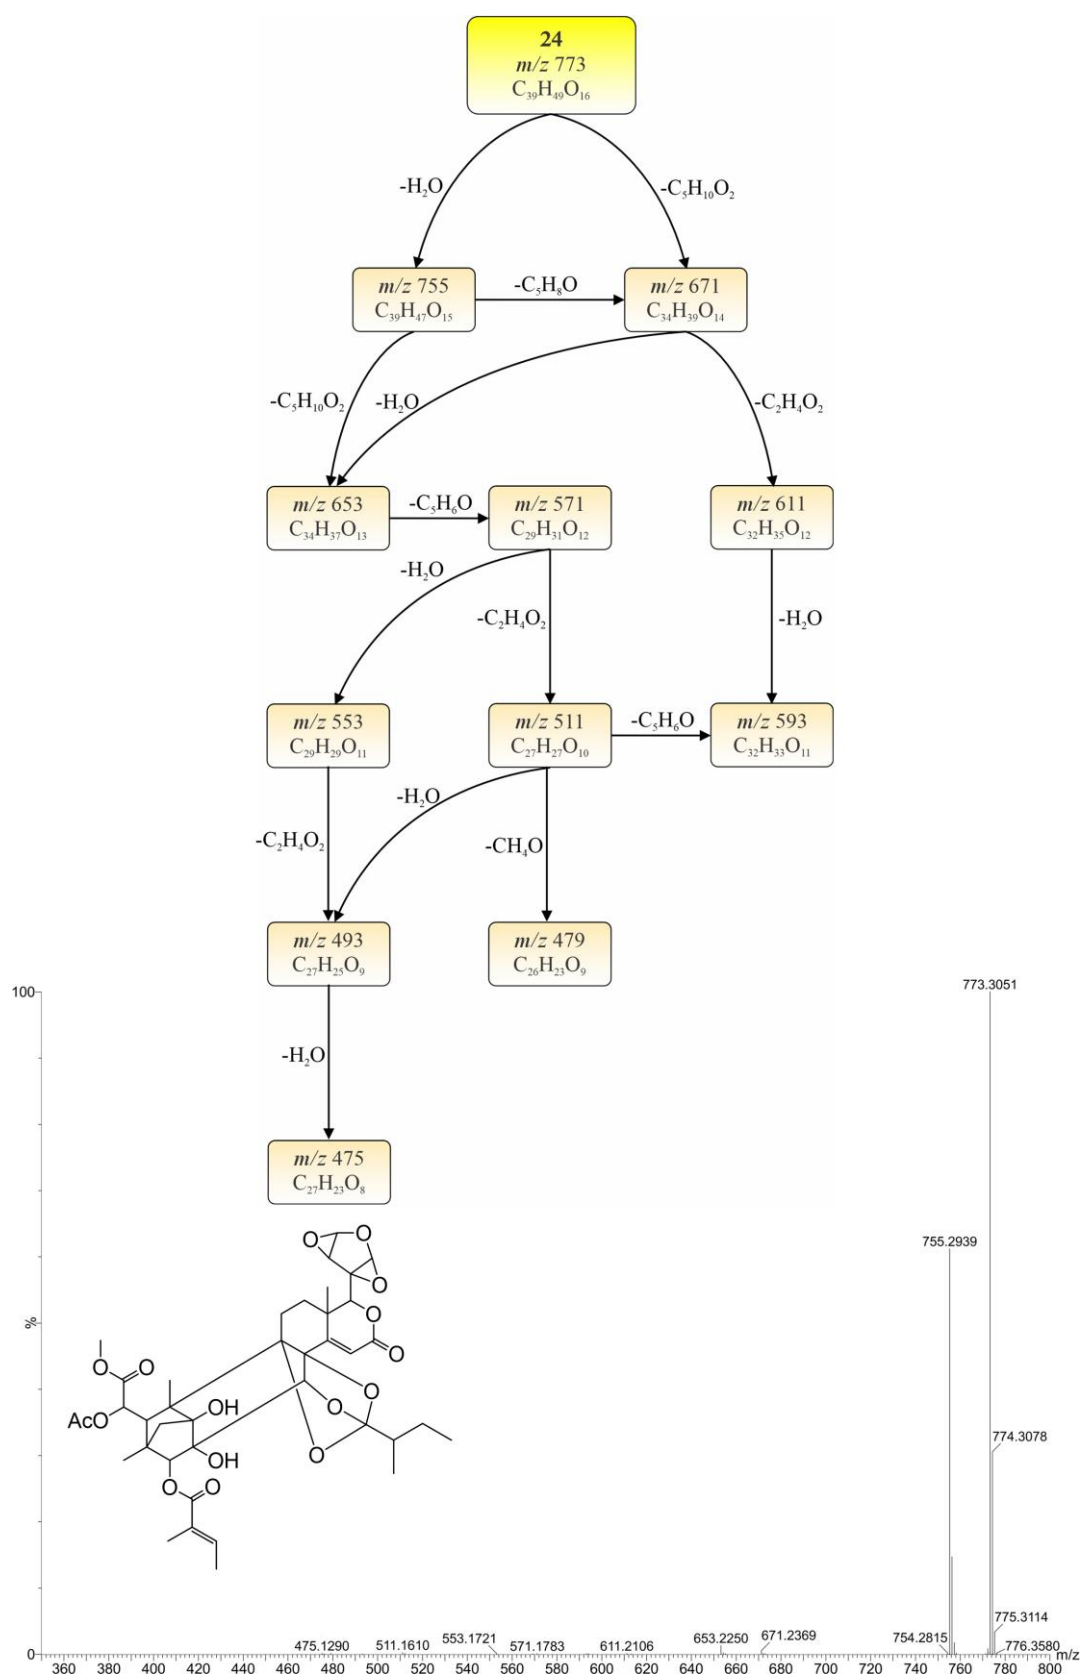 24
m/z 773
C₃₉H₄₉O₁₆
-H₂O
-C₅H₁₀O₂
m/z 755
C₃₉H₄₇O₁₅
-C₅H₈O
m/z 671
C₃₄H₃₉O₁₄
-C₅H₁₀O₂
-H₂O
-C₂H₄O₂
m/z 653
C₃₄H₃₇O₁₃
-C₅H₆O
m/z 571
C₂₉H₃₁O₁₂
m/z 611
C₃₂H₃₅O₁₂
-H₂O
-C₂H₄O₂
-H₂O
m/z 553
C₂₉H₂₉O₁₁
m/z 511
C₂₇H₂₇O₁₀
-C₅H₆O
m/z 593
C₃₂H₃₃O₁₁
-H₂O
-C₂H₄O₂
-CH₄O
m/z 493
C₂₇H₂₅O₉
m/z 479
C₂₆H₂₃O₉
-H₂O
m/z 475
C₂₇H₂₃O₈
100
%
0
773.3051
755.2939
774.3078
775.3114
776.3580
754.2815
671.2369
653.2250
611.2106
571.1783
553.1721
511.1610
475.1290
O
O
O
O
O
O
O
AcO
OH
OH
O
O
O
O
O
360 380 400 420 440 460 480 500 520 540 560 580 600 620 640 660 680 700 720 740 760 780 800 m/z